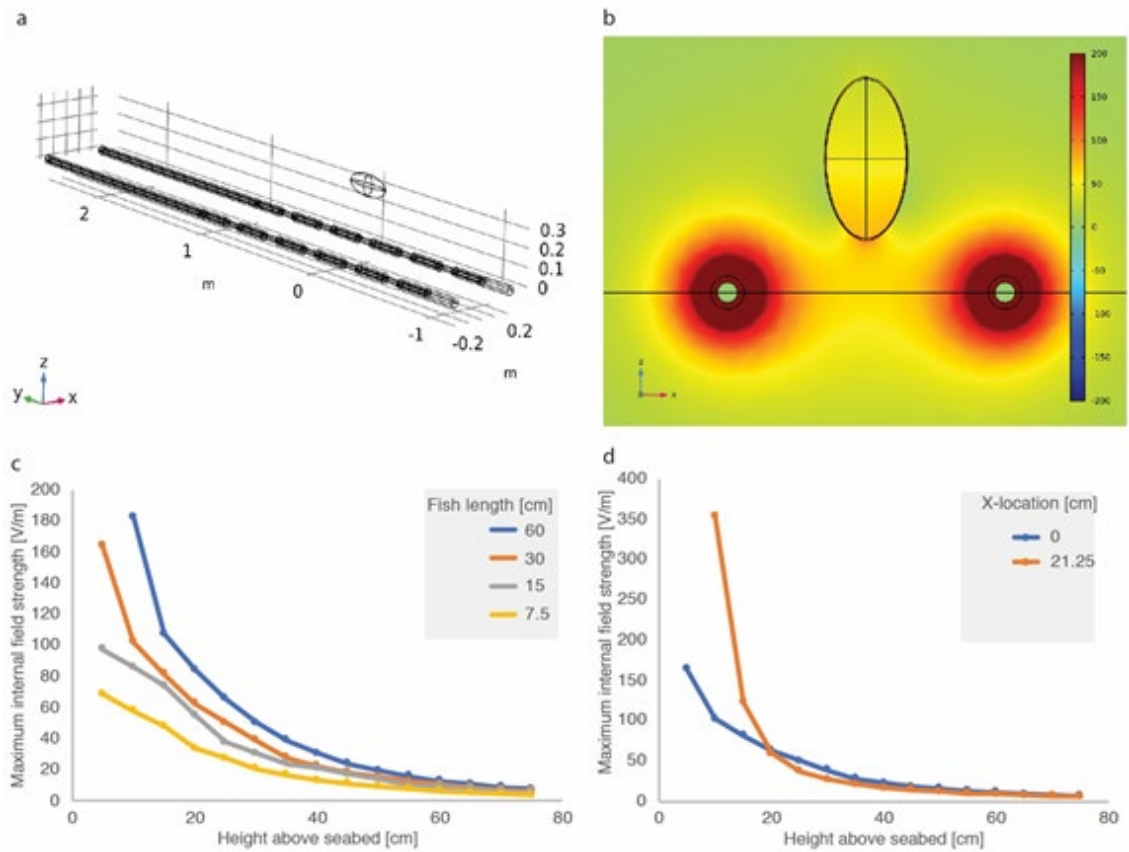 a
0.3
0.2
0.1
0
2
1
0
-1
m
0.2
-0.2
m
z
y
x
b
200
150
100
50
0
-50
-100
-150
-200
z
x
c
Maximum internal field strength [V/m]
200
180
160
140
120
100
80
60
40
20
0
0 20 40 60 80
Height above seabed [cm]
Fish length [cm]
60
30
15
7.5
d
Maximum internal field strength [V/m]
400
350
300
250
200
150
100
50
0
0 20 40 60 80
Height above seabed [cm]
X-location [cm]
0
21.25